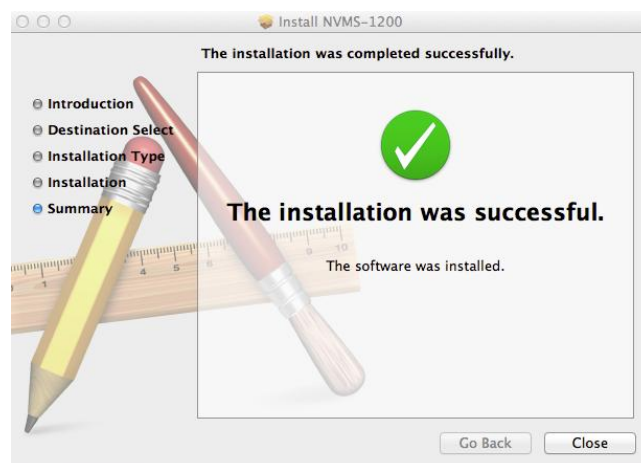 Install NVMS-1200
The installation was completed successfully.
Introduction
Destination Select
Installation Type
Installation
Summary
The installation was successful.
The software was installed.
Go Back
Close